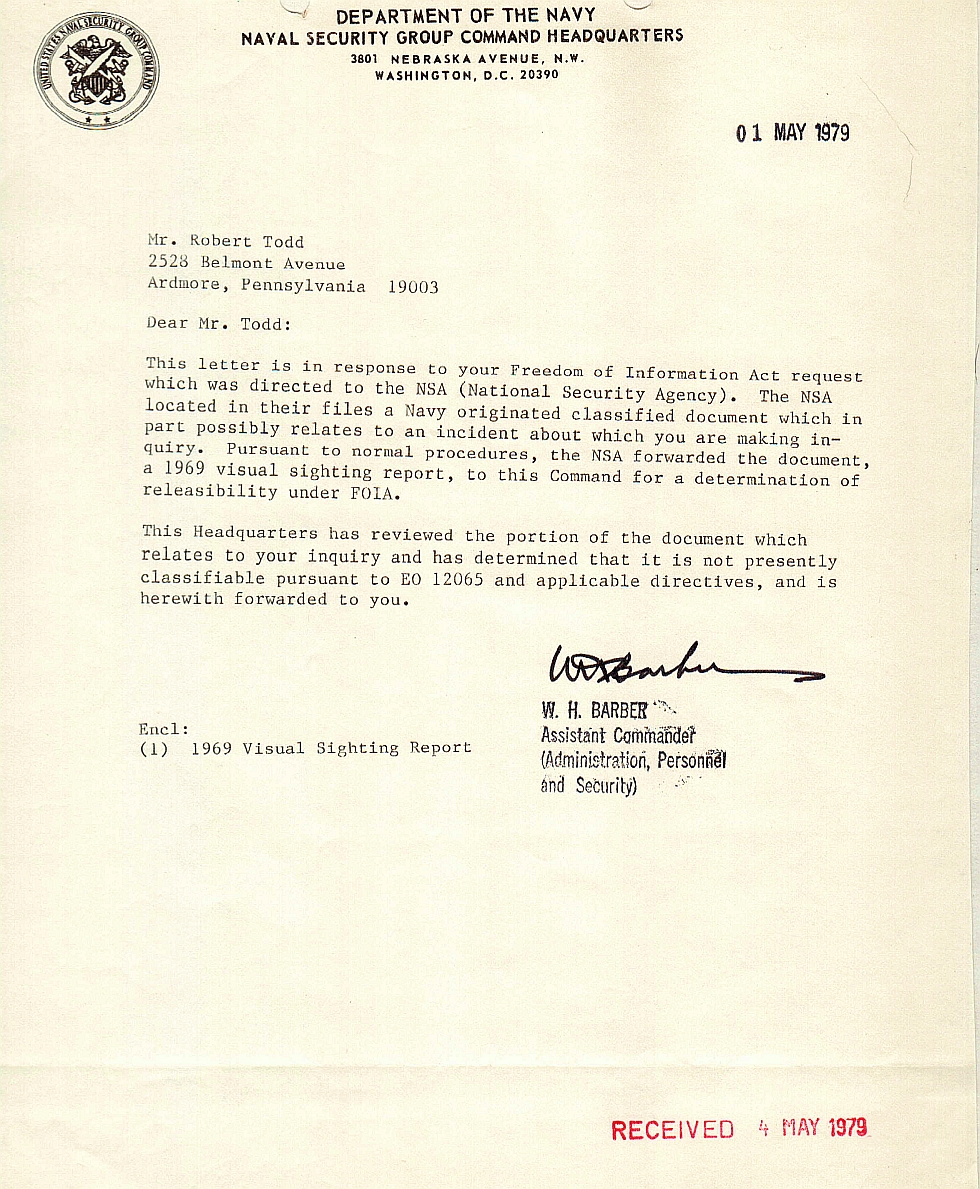 DEPARTMENT OF THE NAVY
NAVAL SECURITY GROUP COMMAND HEADQUARTERS
3801 NEBRASKA AVENUE, N.W.
WASHINGTON, D.C. 20390
UNITED STATES NAVAL SECURITY GROUP COMMAND
01 MAY 1979
Mr. Robert Todd
2528 Belmont Avenue
Ardmore, Pennsylvania 19003
Dear Mr. Todd:
This letter is in response to your Freedom of Information Act request
which was directed to the NSA (National Security Agency). The NSA
located in their files a Navy originated classified document which in
part possibly relates to an incident about which you are making in-
quiry. Pursuant to normal procedures, the NSA forwarded the document,
a 1969 visual sighting report, to this Command for a determination of
releasibility under FOIA.
This Headquarters has reviewed the portion of the document which
relates to your inquiry and has determined that it is not presently
classifiable pursuant to EO 12065 and applicable directives, and is
herewith forwarded to you.
W. H. BARBER
Assistant Commander
(Administration, Personnel
and Security)
Encl:
(1) 1969 Visual Sighting Report
RECEIVED 4 MAY 1979